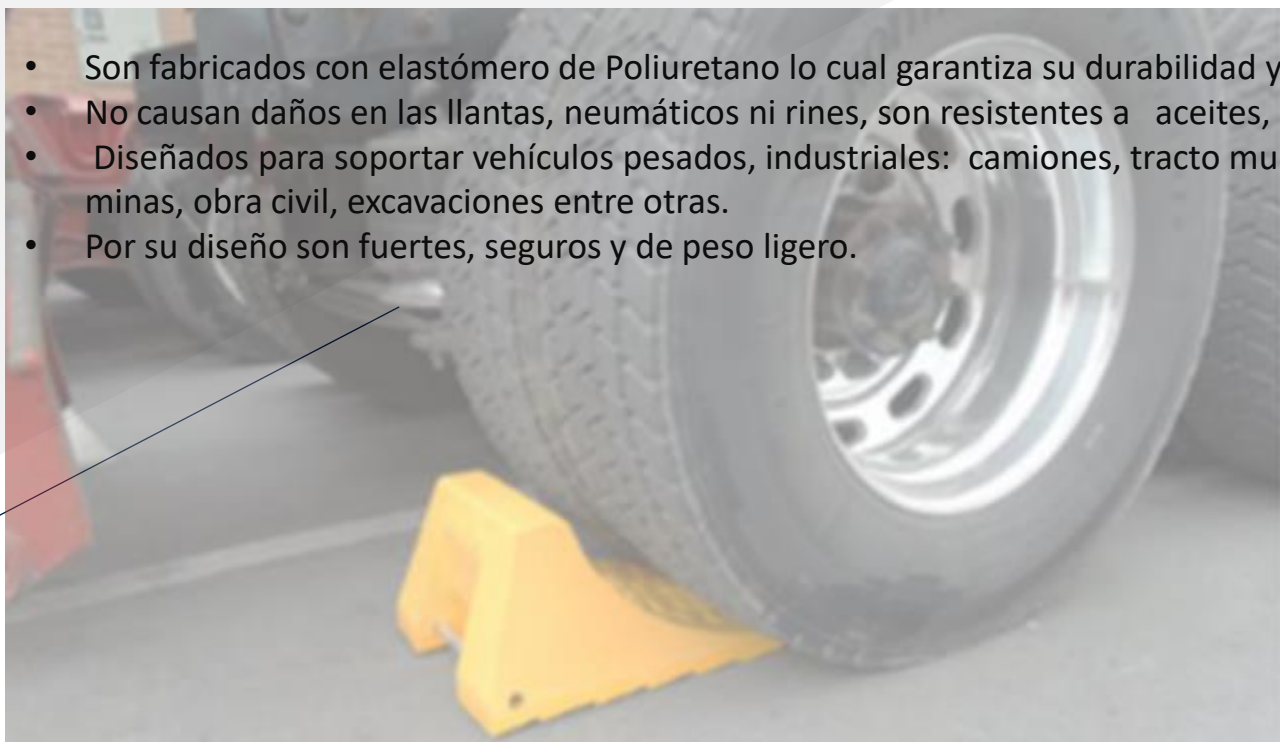 • Son fabricados con elastómero de Poliuretano lo cual garantiza su durabilidad y
• No causan daños en las llantas, neumáticos ni rines, son resistentes a aceites,
• Diseñados para soportar vehículos pesados, industriales: camiones, tracto mu
minas, obra civil, excavaciones entre otras.
• Por su diseño son fuertes, seguros y de peso ligero.